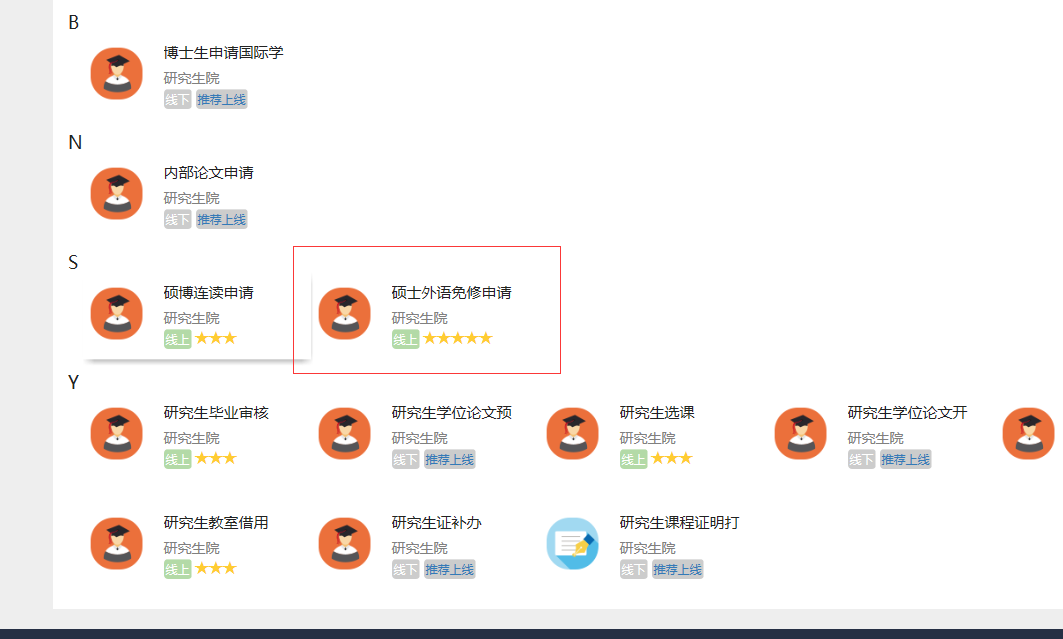 B
博士生申请国际学
研究生院
线下 推荐上线
N
内部论文申请
研究生院
线下 推荐上线
S
硕博连读申请
研究生院
线上
硕士外语免修申请
研究生院
线上
Y
研究生毕业审核
研究生院
线上
研究生学位论文预
研究生院
线下 推荐上线
研究生选课
研究生院
线上
研究生学位论文开
研究生院
线下 推荐上线
研究生教室借用
研究生院
线上
研究生证补办
研究生院
线下 推荐上线
研究生课程证明打
研究生院
线下 推荐上线